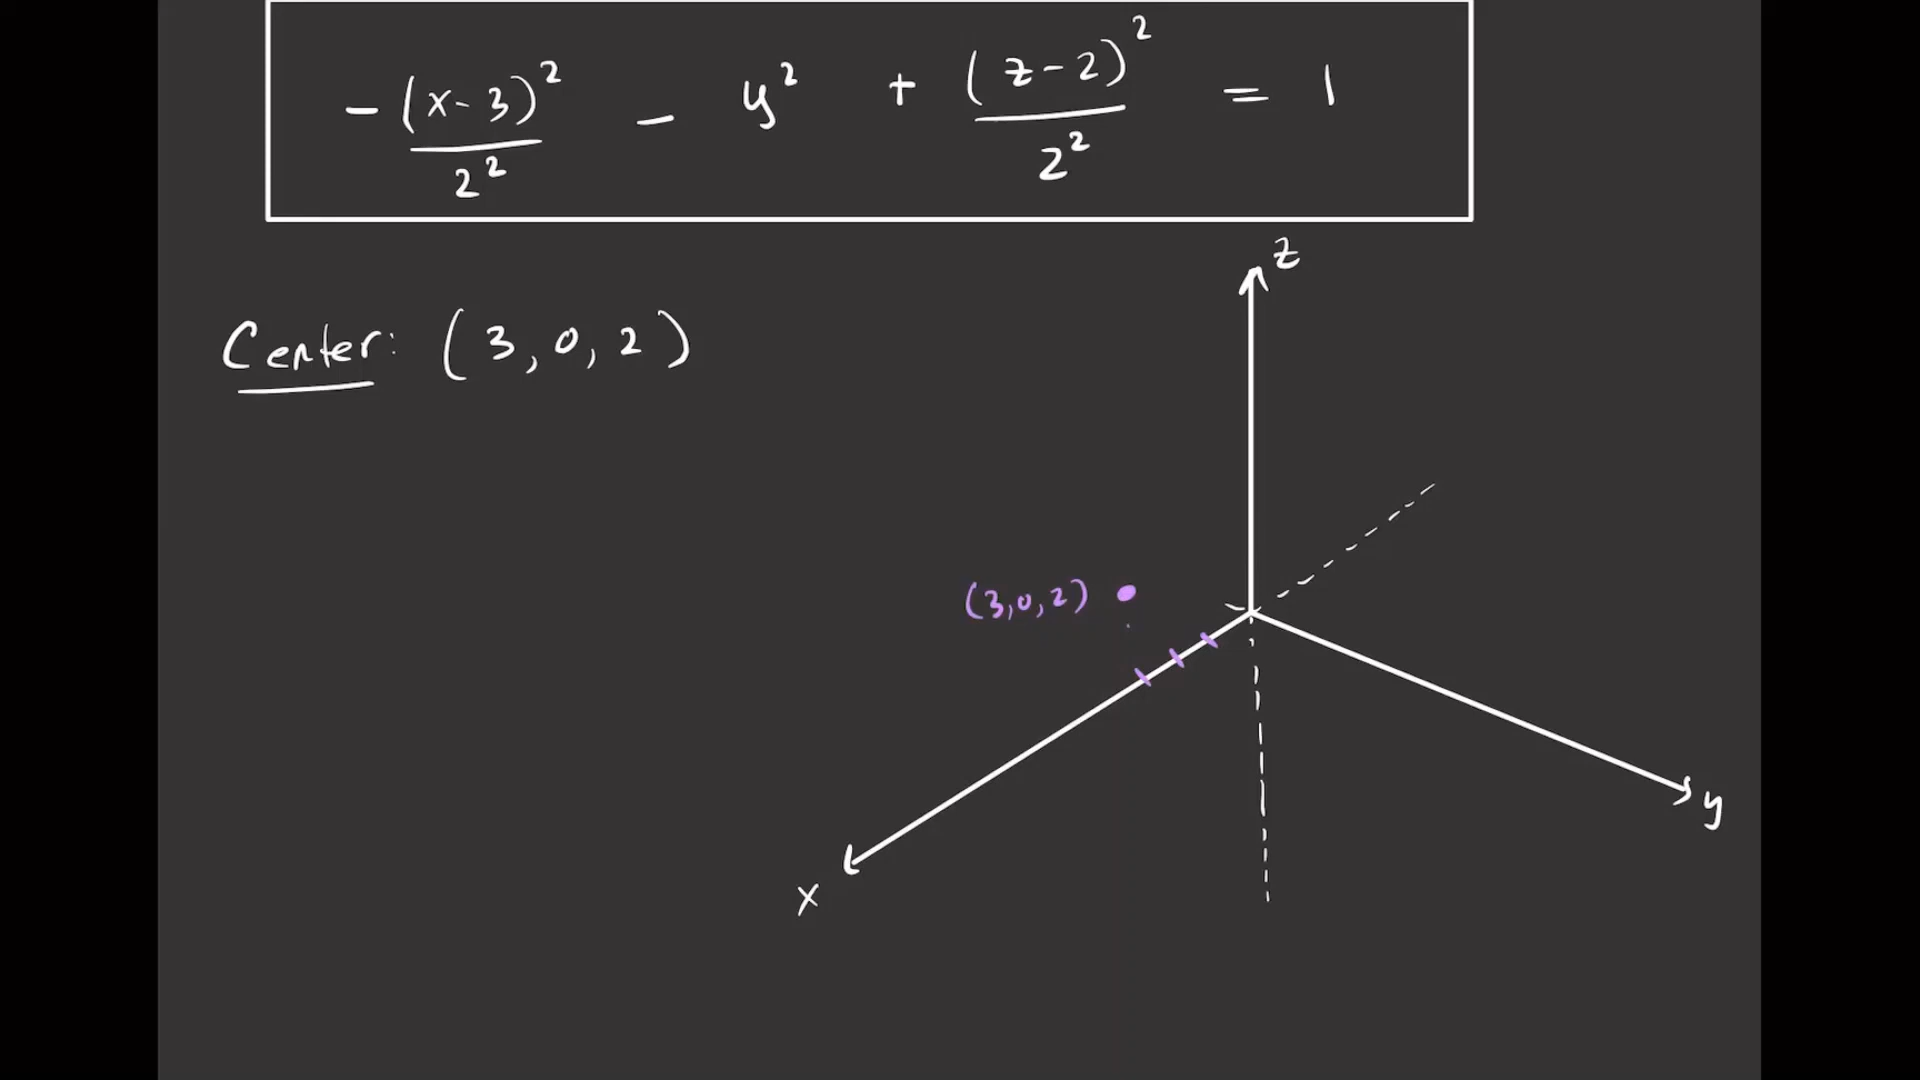 -(x-3)²/2² - y² + (z-2)²/2² = 1
z
Center: (3,0,2)
(3,0,2)
y
x